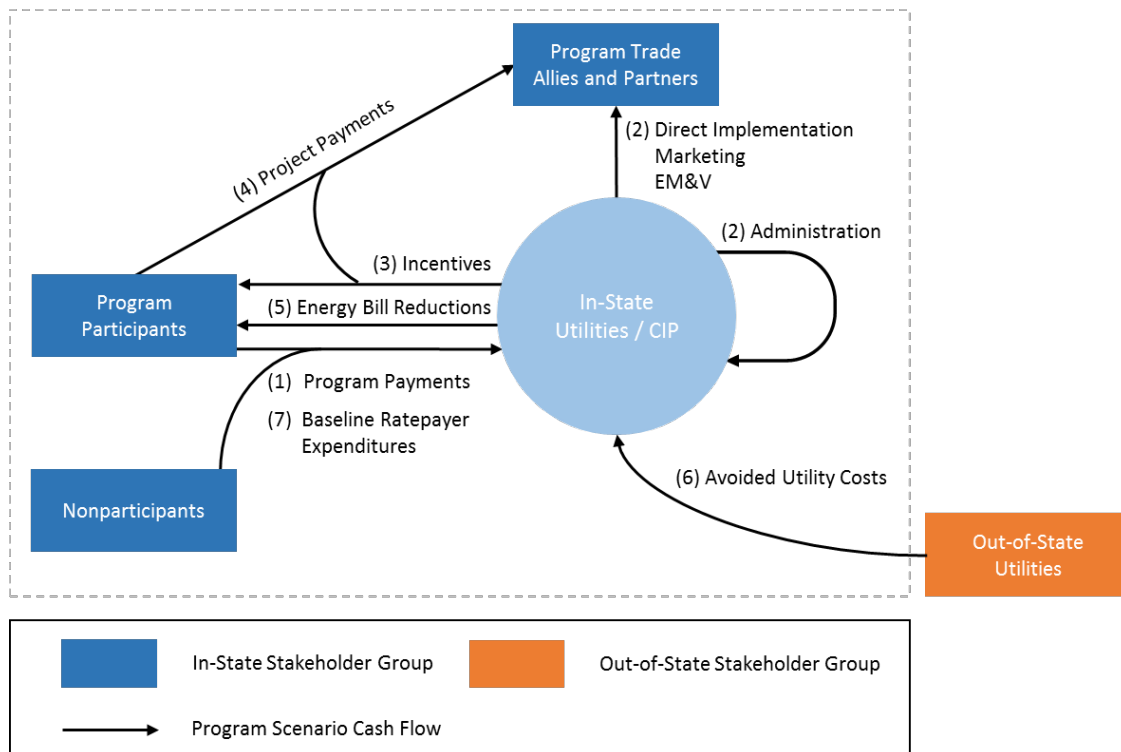 Program Trade
Allies and Partners
(2) Direct Implementation
Marketing
EM&V
(4) Project Payments
(2) Administration
(3) Incentives
Program
Participants
(5) Energy Bill Reductions
In-State
Utilities / CIP
(1) Program Payments
(7) Baseline Ratepayer
Expenditures
(6) Avoided Utility Costs
Nonparticipants
Out-of-State
Utilities
In-State Stakeholder Group
Out-of-State Stakeholder Group
Program Scenario Cash Flow